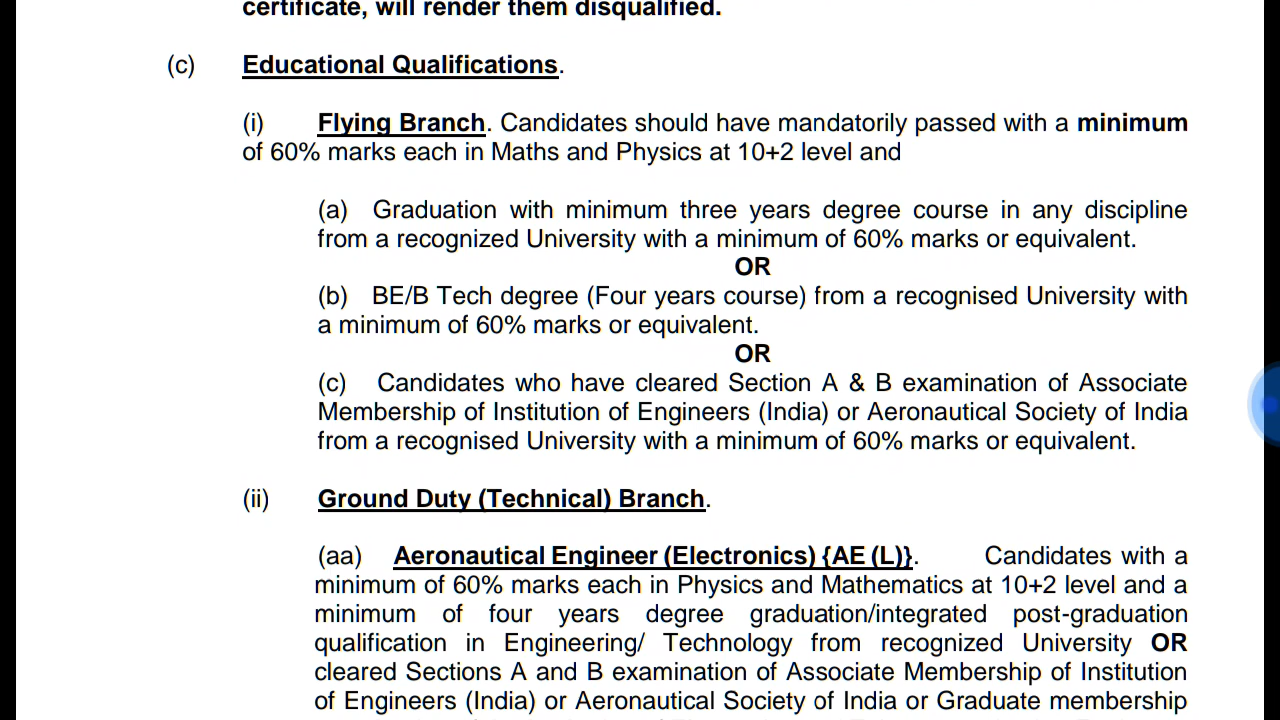 certificate, will render them disqualified.
(c) Educational Qualifications.
(i) Flying Branch. Candidates should have mandatorily passed with a minimum
of 60% marks each in Maths and Physics at 10+2 level and
(a) Graduation with minimum three years degree course in any discipline
from a recognized University with a minimum of 60% marks or equivalent.
OR
(b) BE/B Tech degree (Four years course) from a recognised University with
a minimum of 60% marks or equivalent.
OR
(c) Candidates who have cleared Section A & B examination of Associate
Membership of Institution of Engineers (India) or Aeronautical Society of India
from a recognised University with a minimum of 60% marks or equivalent.
(ii) Ground Duty (Technical) Branch.
(aa) Aeronautical Engineer (Electronics) {AE (L)}. Candidates with a
minimum of 60% marks each in Physics and Mathematics at 10+2 level and a
minimum of four years degree graduation/integrated post-graduation
qualification in Engineering/ Technology from recognized University OR
cleared Sections A and B examination of Associate Membership of Institution
of Engineers (India) or Aeronautical Society of India or Graduate membership